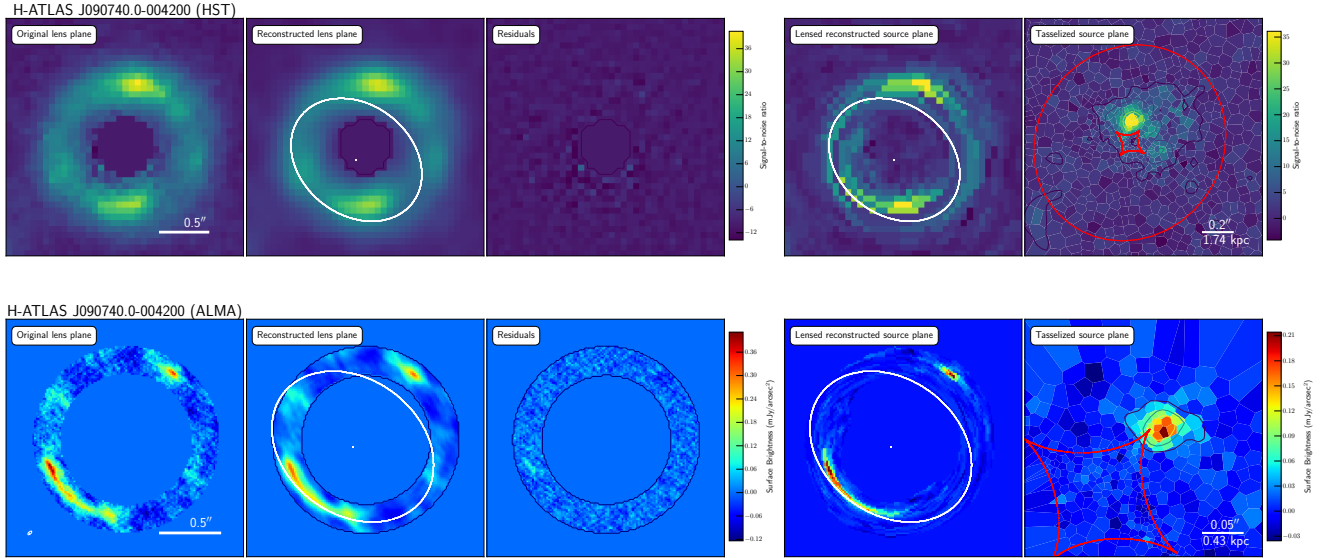 H-ATLAS J090740.0-004200 (HST)
Original lens plane
Reconstructed lens plane
Residuals
Lensed reconstructed source plane
Tasselized source plane
0.5″
0.2″
1.74 kpc
36
30
24
18
12
6
0
−6
−12
Signal-to-noise ratio
35
30
25
20
15
10
5
0
Signal-to-noise ratio
H-ATLAS J090740.0-004200 (ALMA)
Original lens plane
Reconstructed lens plane
Residuals
Lensed reconstructed source plane
Tasselized source plane
0.5″
0.05″
0.43 kpc
0.36
0.30
0.24
0.18
0.12
0.06
0.00
−0.06
−0.12
Surface Brightness (mJy/arcsec²)
0.21
0.18
0.15
0.12
0.09
0.06
0.03
0.00
−0.03
Surface Brightness (mJy/arcsec²)